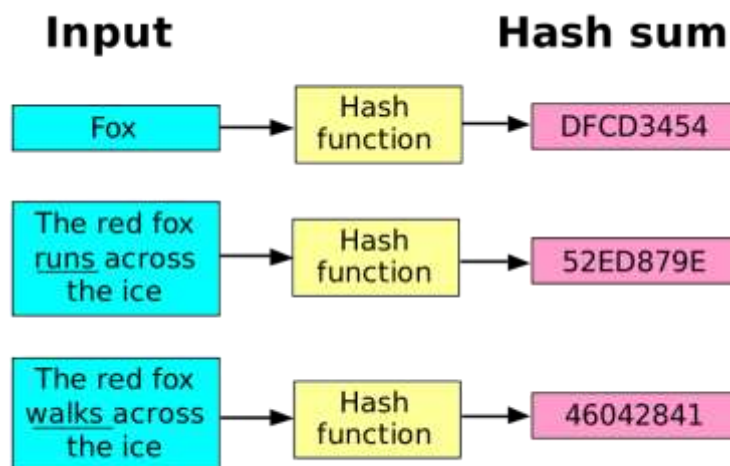 Input
Hash sum
Fox
Hash
function
DFCD3454
The red fox
runs across
the ice
Hash
function
52ED879E
The red fox
walks across
the ice
Hash
function
46042841